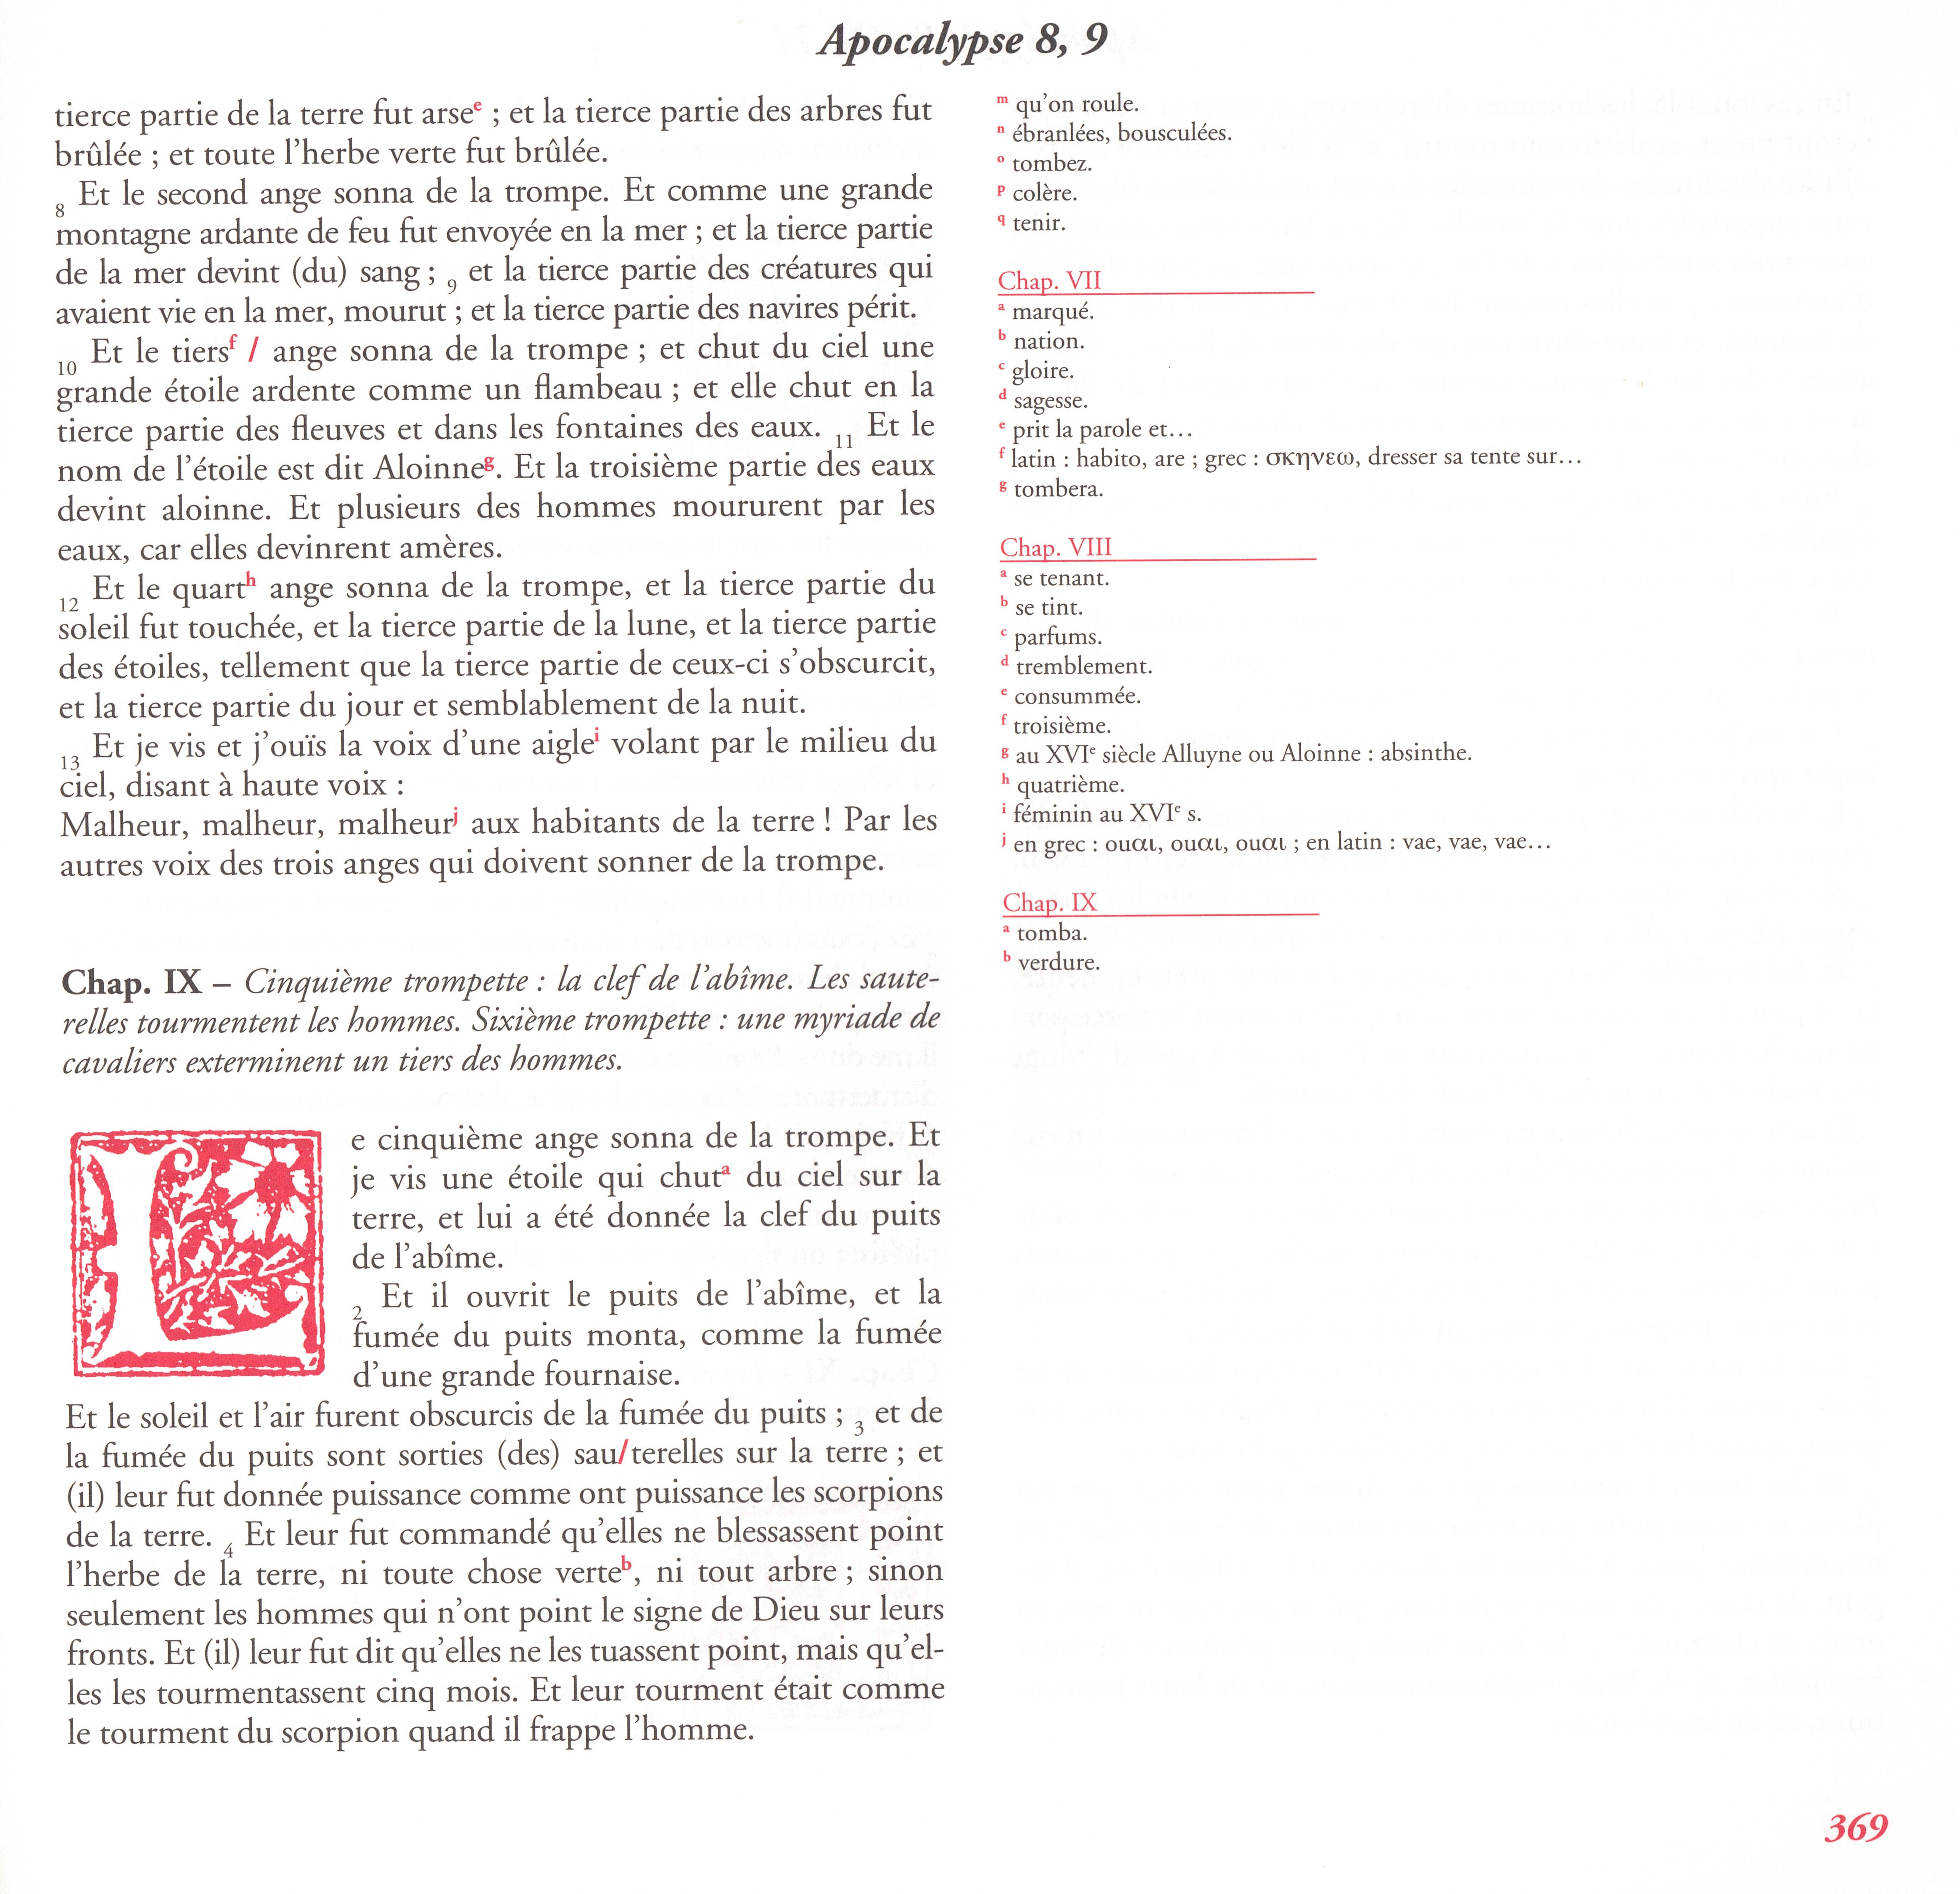 Apocalypse 8, 9
tierce partie de la terre fut arseᵉ ; et la tierce partie des arbres fut
brûlée ; et toute l'herbe verte fut brûlée.
8 Et le second ange sonna de la trompe. Et comme une grande
montagne ardante de feu fut envoyée en la mer ; et la tierce partie
de la mer devint (du) sang ; 9 et la tierce partie des créatures qui
avaient vie en la mer, mourut ; et la tierce partie des navires périt.
10 Et le tiersᶠ / ange sonna de la trompe ; et chut du ciel une
grande étoile ardente comme un flambeau ; et elle chut en la
tierce partie des fleuves et dans les fontaines des eaux. 11 Et le
nom de l'étoile est dit Aloinneᵍ. Et la troisième partie des eaux
devint aloinne. Et plusieurs des hommes moururent par les
eaux, car elles devinrent amères.
12 Et le quartʰ ange sonna de la trompe, et la tierce partie du
soleil fut touchée, et la tierce partie de la lune, et la tierce partie
des étoiles, tellement que la tierce partie de ceux-ci s'obscurcit,
et la tierce partie du jour et semblablement de la nuit.
13 Et je vis et j'ouïs la voix d'une aigleⁱ volant par le milieu du
ciel, disant à haute voix :
Malheur, malheur, malheurʲ aux habitants de la terre ! Par les
autres voix des trois anges qui doivent sonner de la trompe.
Chap. IX – Cinquième trompette : la clef de l'abîme. Les saute-
relles tourmentent les hommes. Sixième trompette : une myriade de
cavaliers exterminent un tiers des hommes.
Le cinquième ange sonna de la trompe. Et
je vis une étoile qui chutᵃ du ciel sur la
terre, et lui a été donnée la clef du puits
de l'abîme.
2 Et il ouvrit le puits de l'abîme, et la
fumée du puits monta, comme la fumée
d'une grande fournaise.
Et le soleil et l'air furent obscurcis de la fumée du puits ; 3 et de
la fumée du puits sont sorties (des) sau/terelles sur la terre ; et
(il) leur fut donnée puissance comme ont puissance les scorpions
de la terre. 4 Et leur fut commandé qu'elles ne blessassent point
l'herbe de la terre, ni toute chose verteᵇ, ni tout arbre ; sinon
seulement les hommes qui n'ont point le signe de Dieu sur leurs
fronts. Et (il) leur fut dit qu'elles ne les tuassent point, mais qu'el-
les les tourmentassent cinq mois. Et leur tourment était comme
le tourment du scorpion quand il frappe l'homme.
ᵐ qu'on roule.
ⁿ ébranlées, bousculées.
ᵒ tombez.
ᵖ colère.
q tenir.
Chap. VII
ᵃ marqué.
ᵇ nation.
ᶜ gloire.
ᵈ sagesse.
ᵉ prit la parole et…
ᶠ latin : habito, are ; grec : σκηνεω, dresser sa tente sur…
ᵍ tombera.
Chap. VIII
ᵃ se tenant.
ᵇ se tint.
ᶜ parfums.
ᵈ tremblement.
ᵉ consummée.
ᶠ troisième.
ᵍ au XVIᵉ siècle Alluyne ou Aloinne : absinthe.
ʰ quatrième.
ⁱ féminin au XVIᵉ s.
ʲ en grec : ουαι, ουαι, ουαι ; en latin : vae, vae, vae…
Chap. IX
ᵃ tomba.
ᵇ verdure.
369